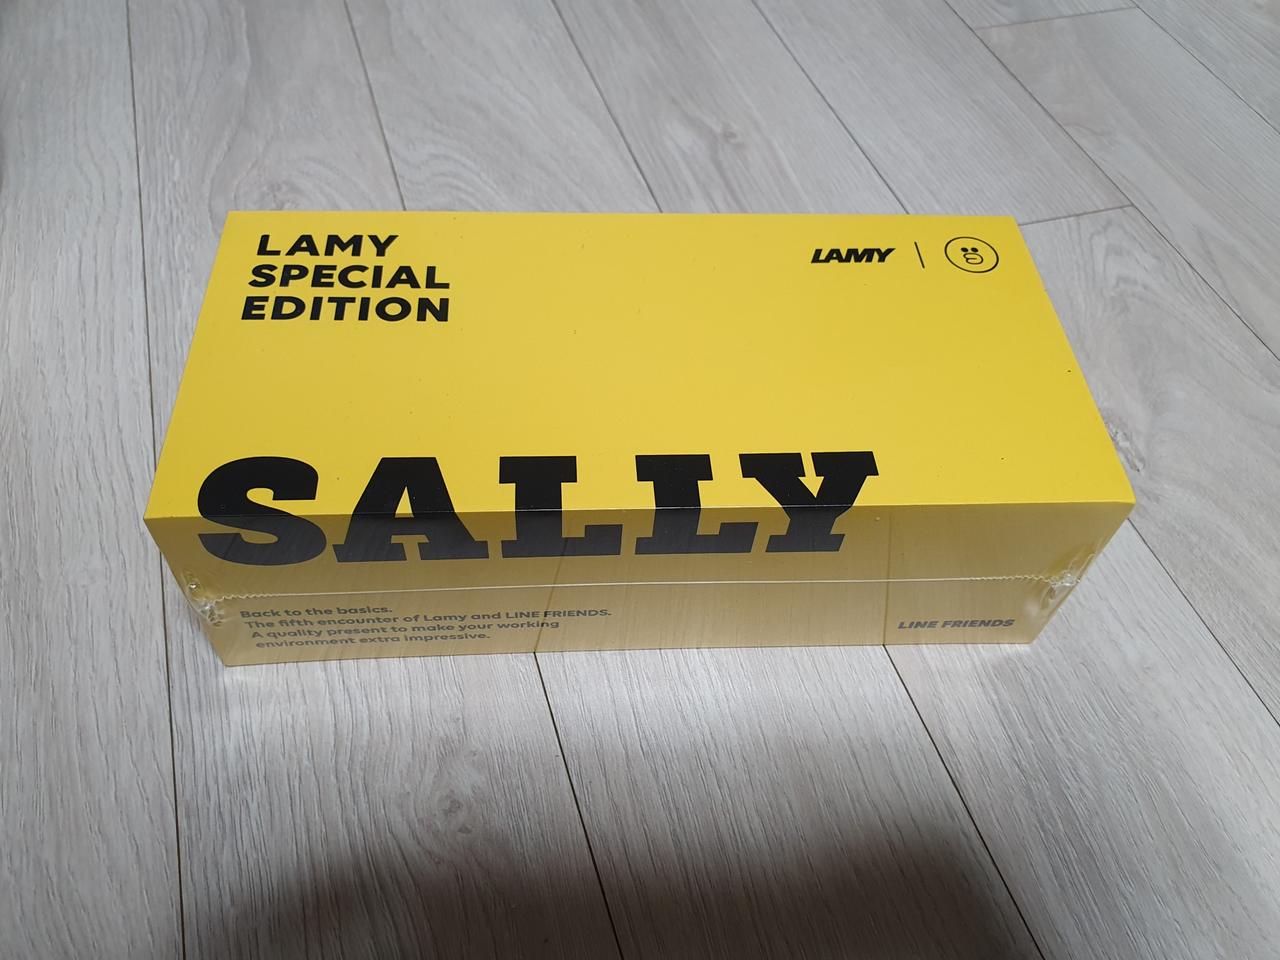 LAMY
SPECIAL
EDITION
LAMY
SALLY
Back to the basics.
The fifth encounter of Lamy and LINE FRIENDS.
A quality present to make your working
environment extra impressive.
LINE FRIENDS